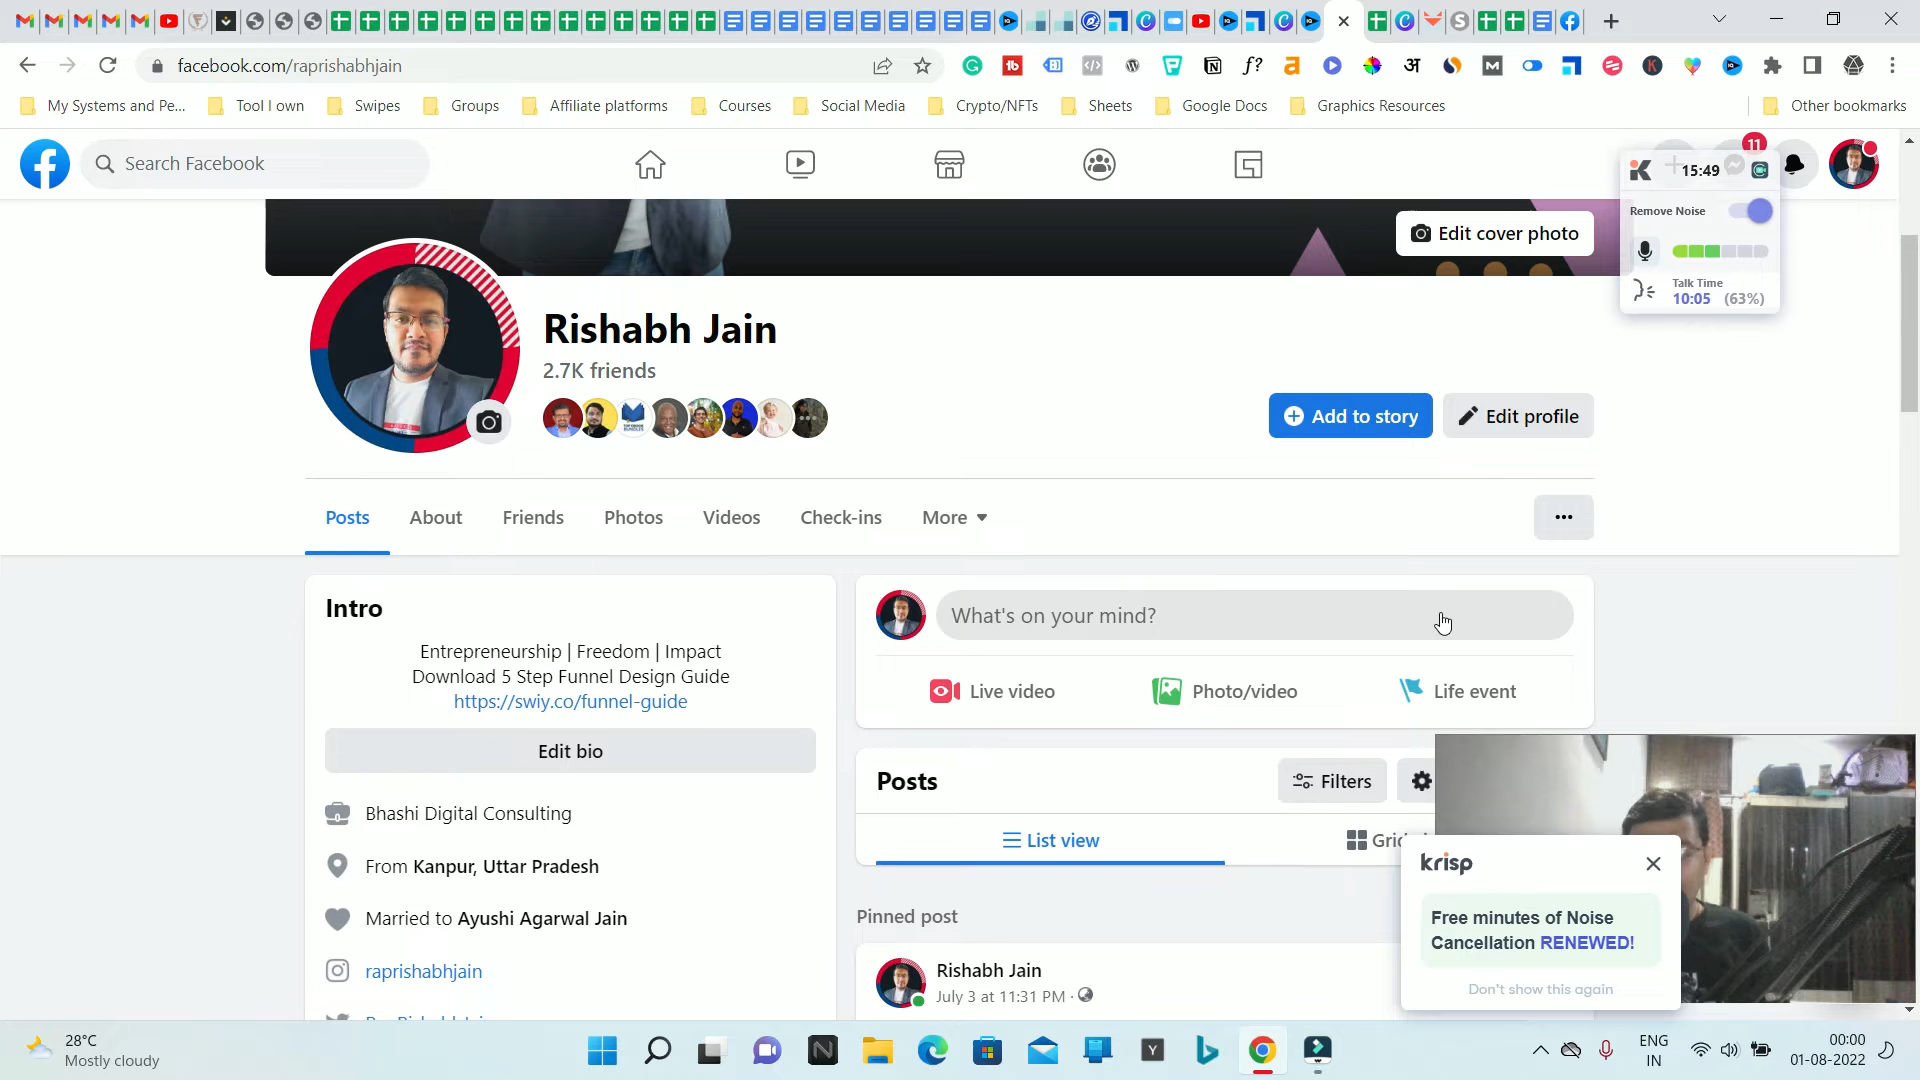 facebook.com/raprishabhjain
My Systems and Pe...
Tool I own
Swipes
Groups
Affiliate platforms
Courses
Social Media
Crypto/NFTs
Sheets
Google Docs
Graphics Resources
Other bookmarks
Search Facebook
11
15:49
Remove Noise
Talk Time
10:05 (63%)
Edit cover photo
Rishabh Jain
2.7K friends
Add to story
Edit profile
Posts
About
Friends
Photos
Videos
Check-ins
More
Intro
Entrepreneurship | Freedom | Impact
Download 5 Step Funnel Design Guide
https://swiy.co/funnel-guide
Edit bio
Bhashi Digital Consulting
From Kanpur, Uttar Pradesh
Married to Ayushi Agarwal Jain
raprishabhjain
What's on your mind?
Live video
Photo/video
Life event
Posts
Filters
List view
Pinned post
Rishabh Jain
July 3 at 11:31 PM ·
krisp
Free minutes of Noise
Cancellation RENEWED!
Don't show this again
28°C
Mostly cloudy
ENG
IN
00:00
01-08-2022